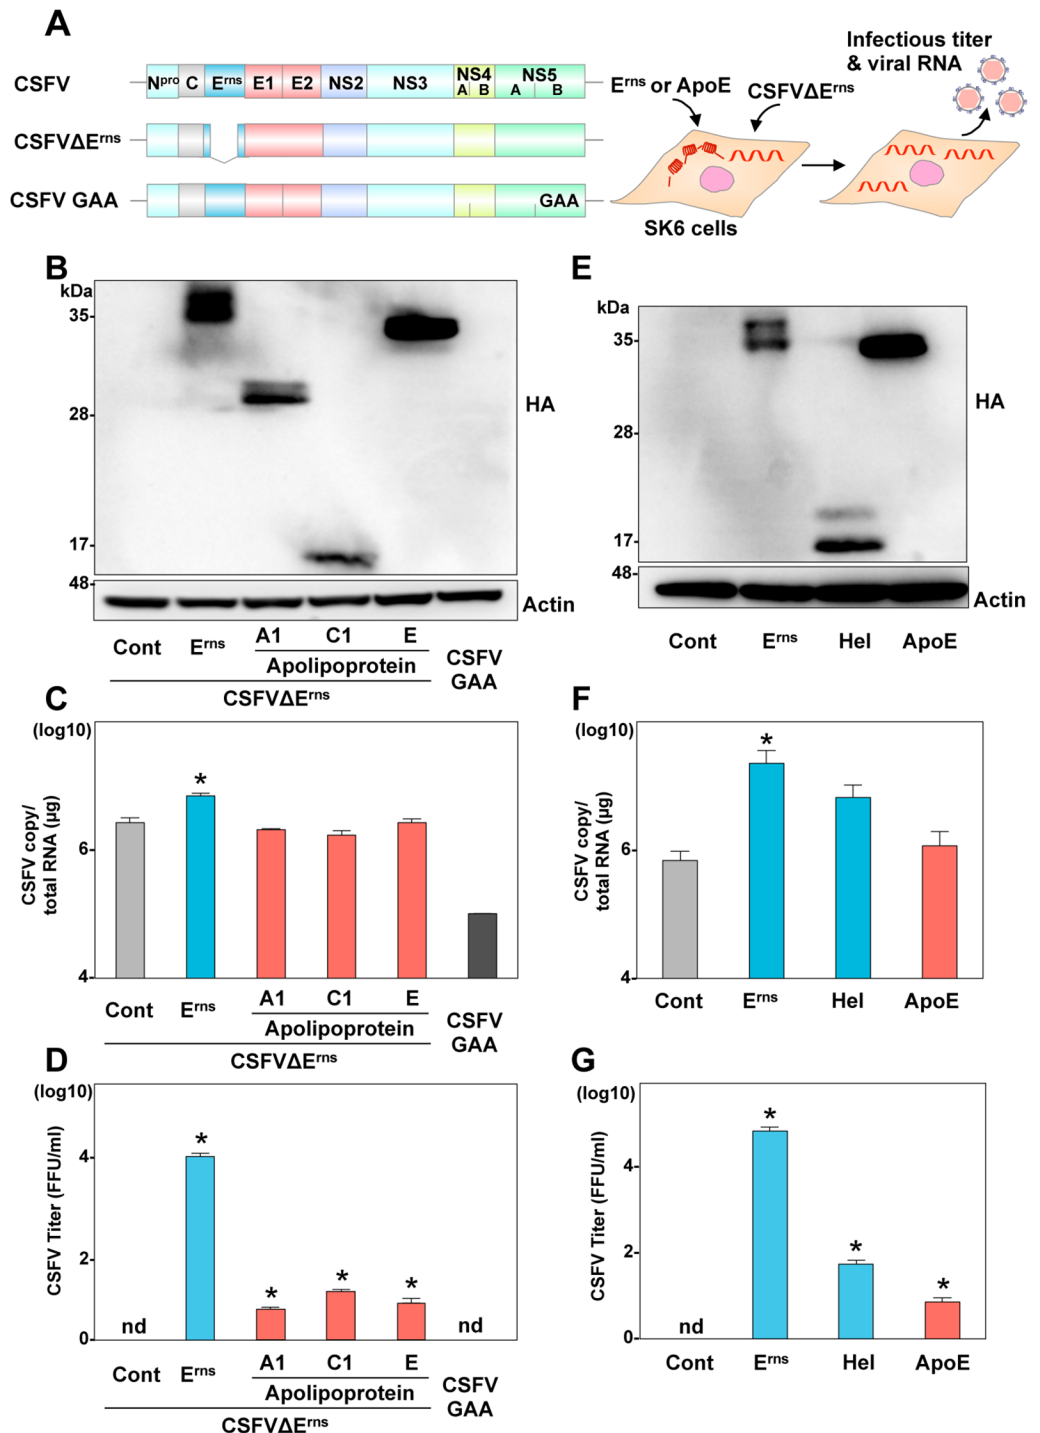 A
CSFV
Npro C Erns E1 E2 NS2 NS3 NS4 A B NS5 A B
CSFVΔErns
CSFV GAA
GAA
Erns or ApoE
CSFVΔErns
SK6 cells
Infectious titer
& viral RNA
B
kDa
35
28
17
48
HA
Actin
Cont Erns A1 C1 E
Apolipoprotein
CSFVΔErns
CSFV
GAA
E
kDa
35
28
17
48
HA
Actin
Cont Erns Hel ApoE
C
(log10)
CSFV copy/
total RNA (μg)
6
4
*
Cont Erns A1 C1 E
Apolipoprotein
CSFVΔErns
CSFV
GAA
F
(log10)
CSFV copy/
total RNA (μg)
6
4
*
Cont Erns Hel ApoE
D
(log10)
CSFV Titer (FFU/ml)
4
2
0
nd * * * * nd
Cont Erns A1 C1 E
Apolipoprotein
CSFVΔErns
CSFV
GAA
G
(log10)
CSFV Titer (FFU/ml)
4
2
0
nd * * *
Cont Erns Hel ApoE